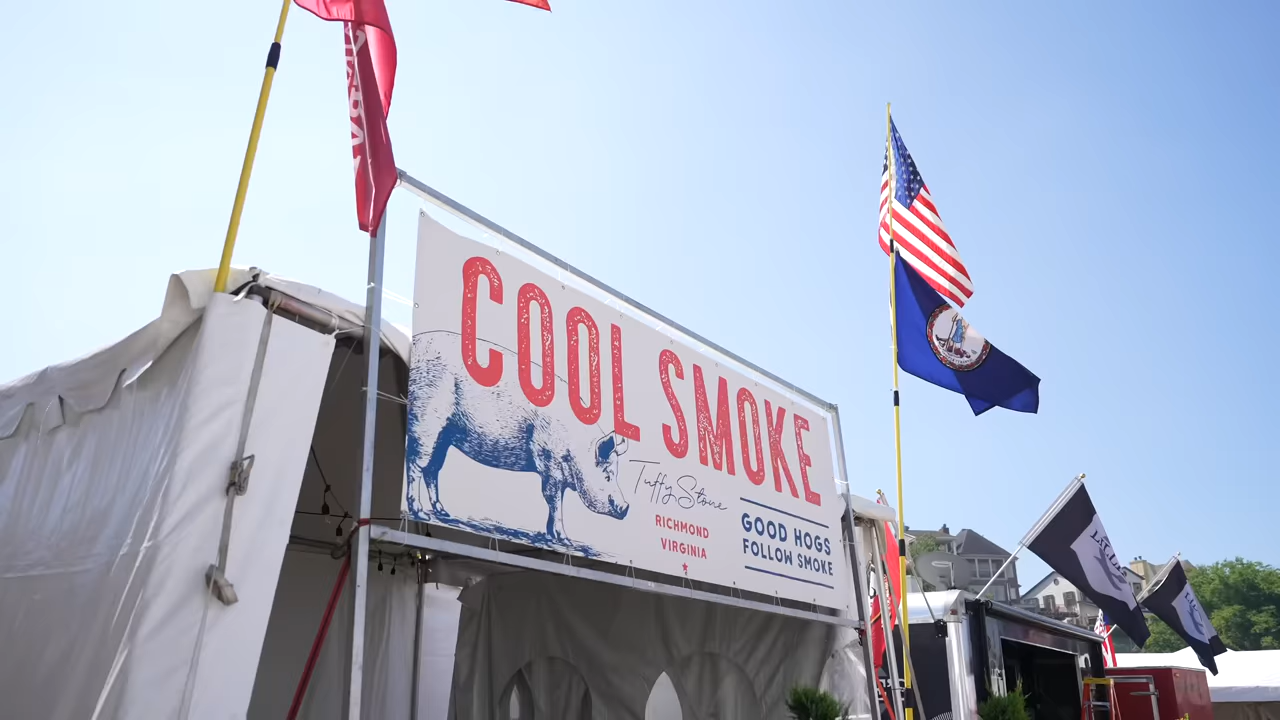 COOL SMOKE
Tuffy Stone
RICHMOND
VIRGINIA
GOOD HOGS
FOLLOW SMOKE